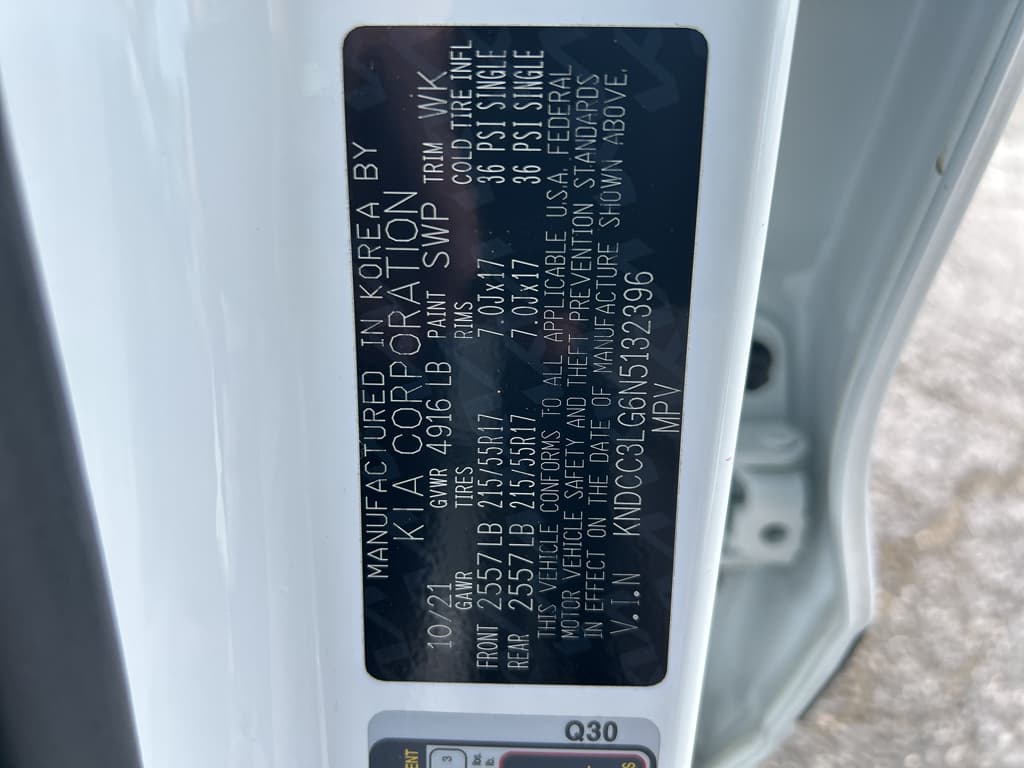 MANUFACTURED IN KOREA BY
KIA CORPORATION
10/21 GVWR 4916 LB PAINT SWP TRIM WK
GAWR TIRES RIMS COLD TIRE INFL
FRONT 2557 LB 215/55R17 7.0Jx17 36 PSI SINGLE
REAR 2557 LB 215/55R17 7.0Jx17 36 PSI SINGLE
THIS VEHICLE CONFORMS TO ALL APPLICABLE U.S.A. FEDERAL
MOTOR VEHICLE SAFETY AND THEFT PREVENTION STANDARDS
IN EFFECT ON THE DATE OF MANUFACTURE SHOWN ABOVE.
V.I.N KNDCC3LG6N5132396
MPV
Q30
3